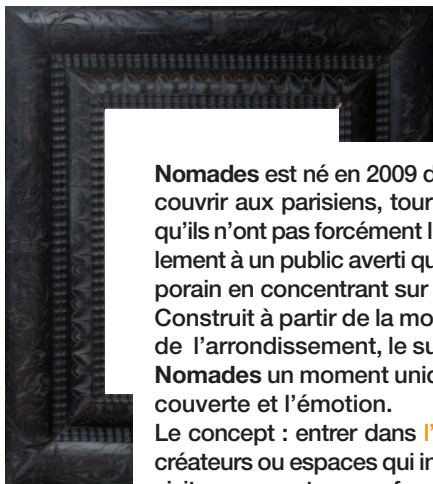 Nomades est né en 2009 d
couvrir aux parisiens, tour
qu'ils n'ont pas forcément l
lement à un public averti qu
porain en concentrant sur
Construit à partir de la mo
de l'arrondissement, le su
Nomades un moment uniq
couverte et l'émotion.
Le concept : entrer dans l'
créateurs ou espaces qui in